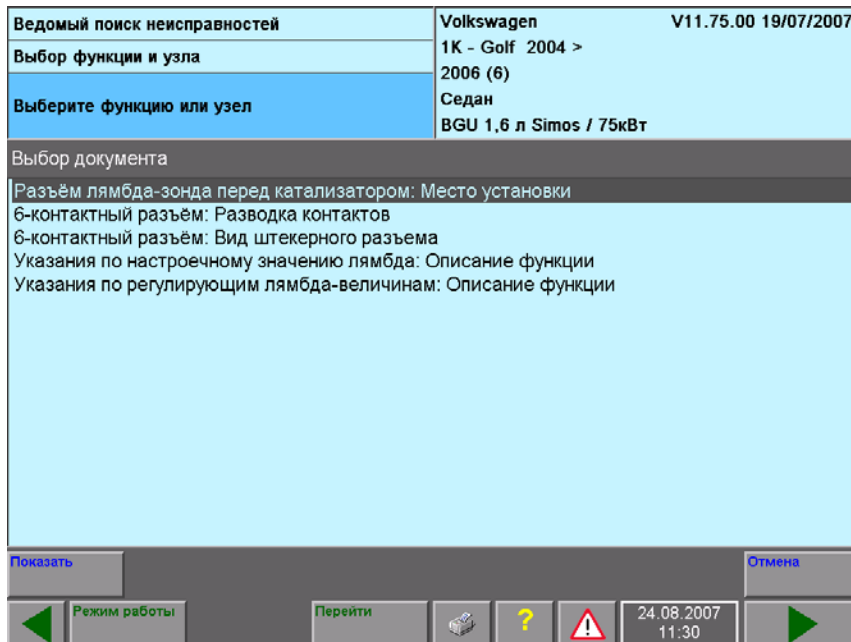 Ведомый поиск неисправностей
Выбор функции и узла
Выберите функцию или узел
Volkswagen V11.75.00 19/07/2007
1K - Golf 2004 >
2006 (6)
Седан
BGU 1,6 л Simos / 75кВт
Выбор документа
Разъём лямбда-зонда перед катализатором: Место установки
6-контактный разъём: Разводка контактов
6-контактный разъём: Вид штекерного разъема
Указания по настроечному значению лямбда: Описание функции
Указания по регулирующим лямбда-величинам: Описание функции
Показать
Отмена
Режим работы
Перейти
?
24.08.2007
11:30